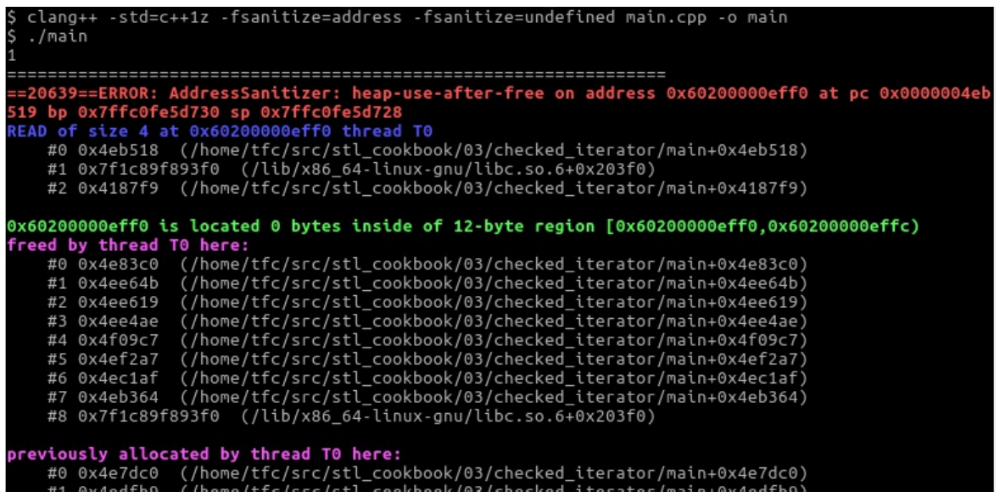 $ clang++ -std=c++1z -fsanitize=address -fsanitize=undefined main.cpp -o main
$ ./main
1
=================================================================
==20639==ERROR: AddressSanitizer: heap-use-after-free on address 0x60200000eff0 at pc 0x0000004eb
519 bp 0x7ffc0fe5d730 sp 0x7ffc0fe5d728
READ of size 4 at 0x60200000eff0 thread T0
    #0 0x4eb518  (/home/tfc/src/stl_cookbook/03/checked_iterator/main+0x4eb518)
    #1 0x7f1c89f893f0  (/lib/x86_64-linux-gnu/libc.so.6+0x203f0)
    #2 0x4187f9  (/home/tfc/src/stl_cookbook/03/checked_iterator/main+0x4187f9)

0x60200000eff0 is located 0 bytes inside of 12-byte region [0x60200000eff0,0x60200000effc)
freed by thread T0 here:
    #0 0x4e83c0  (/home/tfc/src/stl_cookbook/03/checked_iterator/main+0x4e83c0)
    #1 0x4ee64b  (/home/tfc/src/stl_cookbook/03/checked_iterator/main+0x4ee64b)
    #2 0x4ee619  (/home/tfc/src/stl_cookbook/03/checked_iterator/main+0x4ee619)
    #3 0x4ee4ae  (/home/tfc/src/stl_cookbook/03/checked_iterator/main+0x4ee4ae)
    #4 0x4f09c7  (/home/tfc/src/stl_cookbook/03/checked_iterator/main+0x4f09c7)
    #5 0x4ef2a7  (/home/tfc/src/stl_cookbook/03/checked_iterator/main+0x4ef2a7)
    #6 0x4ec1af  (/home/tfc/src/stl_cookbook/03/checked_iterator/main+0x4ec1af)
    #7 0x4eb364  (/home/tfc/src/stl_cookbook/03/checked_iterator/main+0x4eb364)
    #8 0x7f1c89f893f0  (/lib/x86_64-linux-gnu/libc.so.6+0x203f0)

previously allocated by thread T0 here:
    #0 0x4e7dc0  (/home/tfc/src/stl_cookbook/03/checked_iterator/main+0x4e7dc0)
    #1 0x4edfb9  (/home/tfc/src/stl_cookbook/03/checked_iterator/main+0x4edfb9)